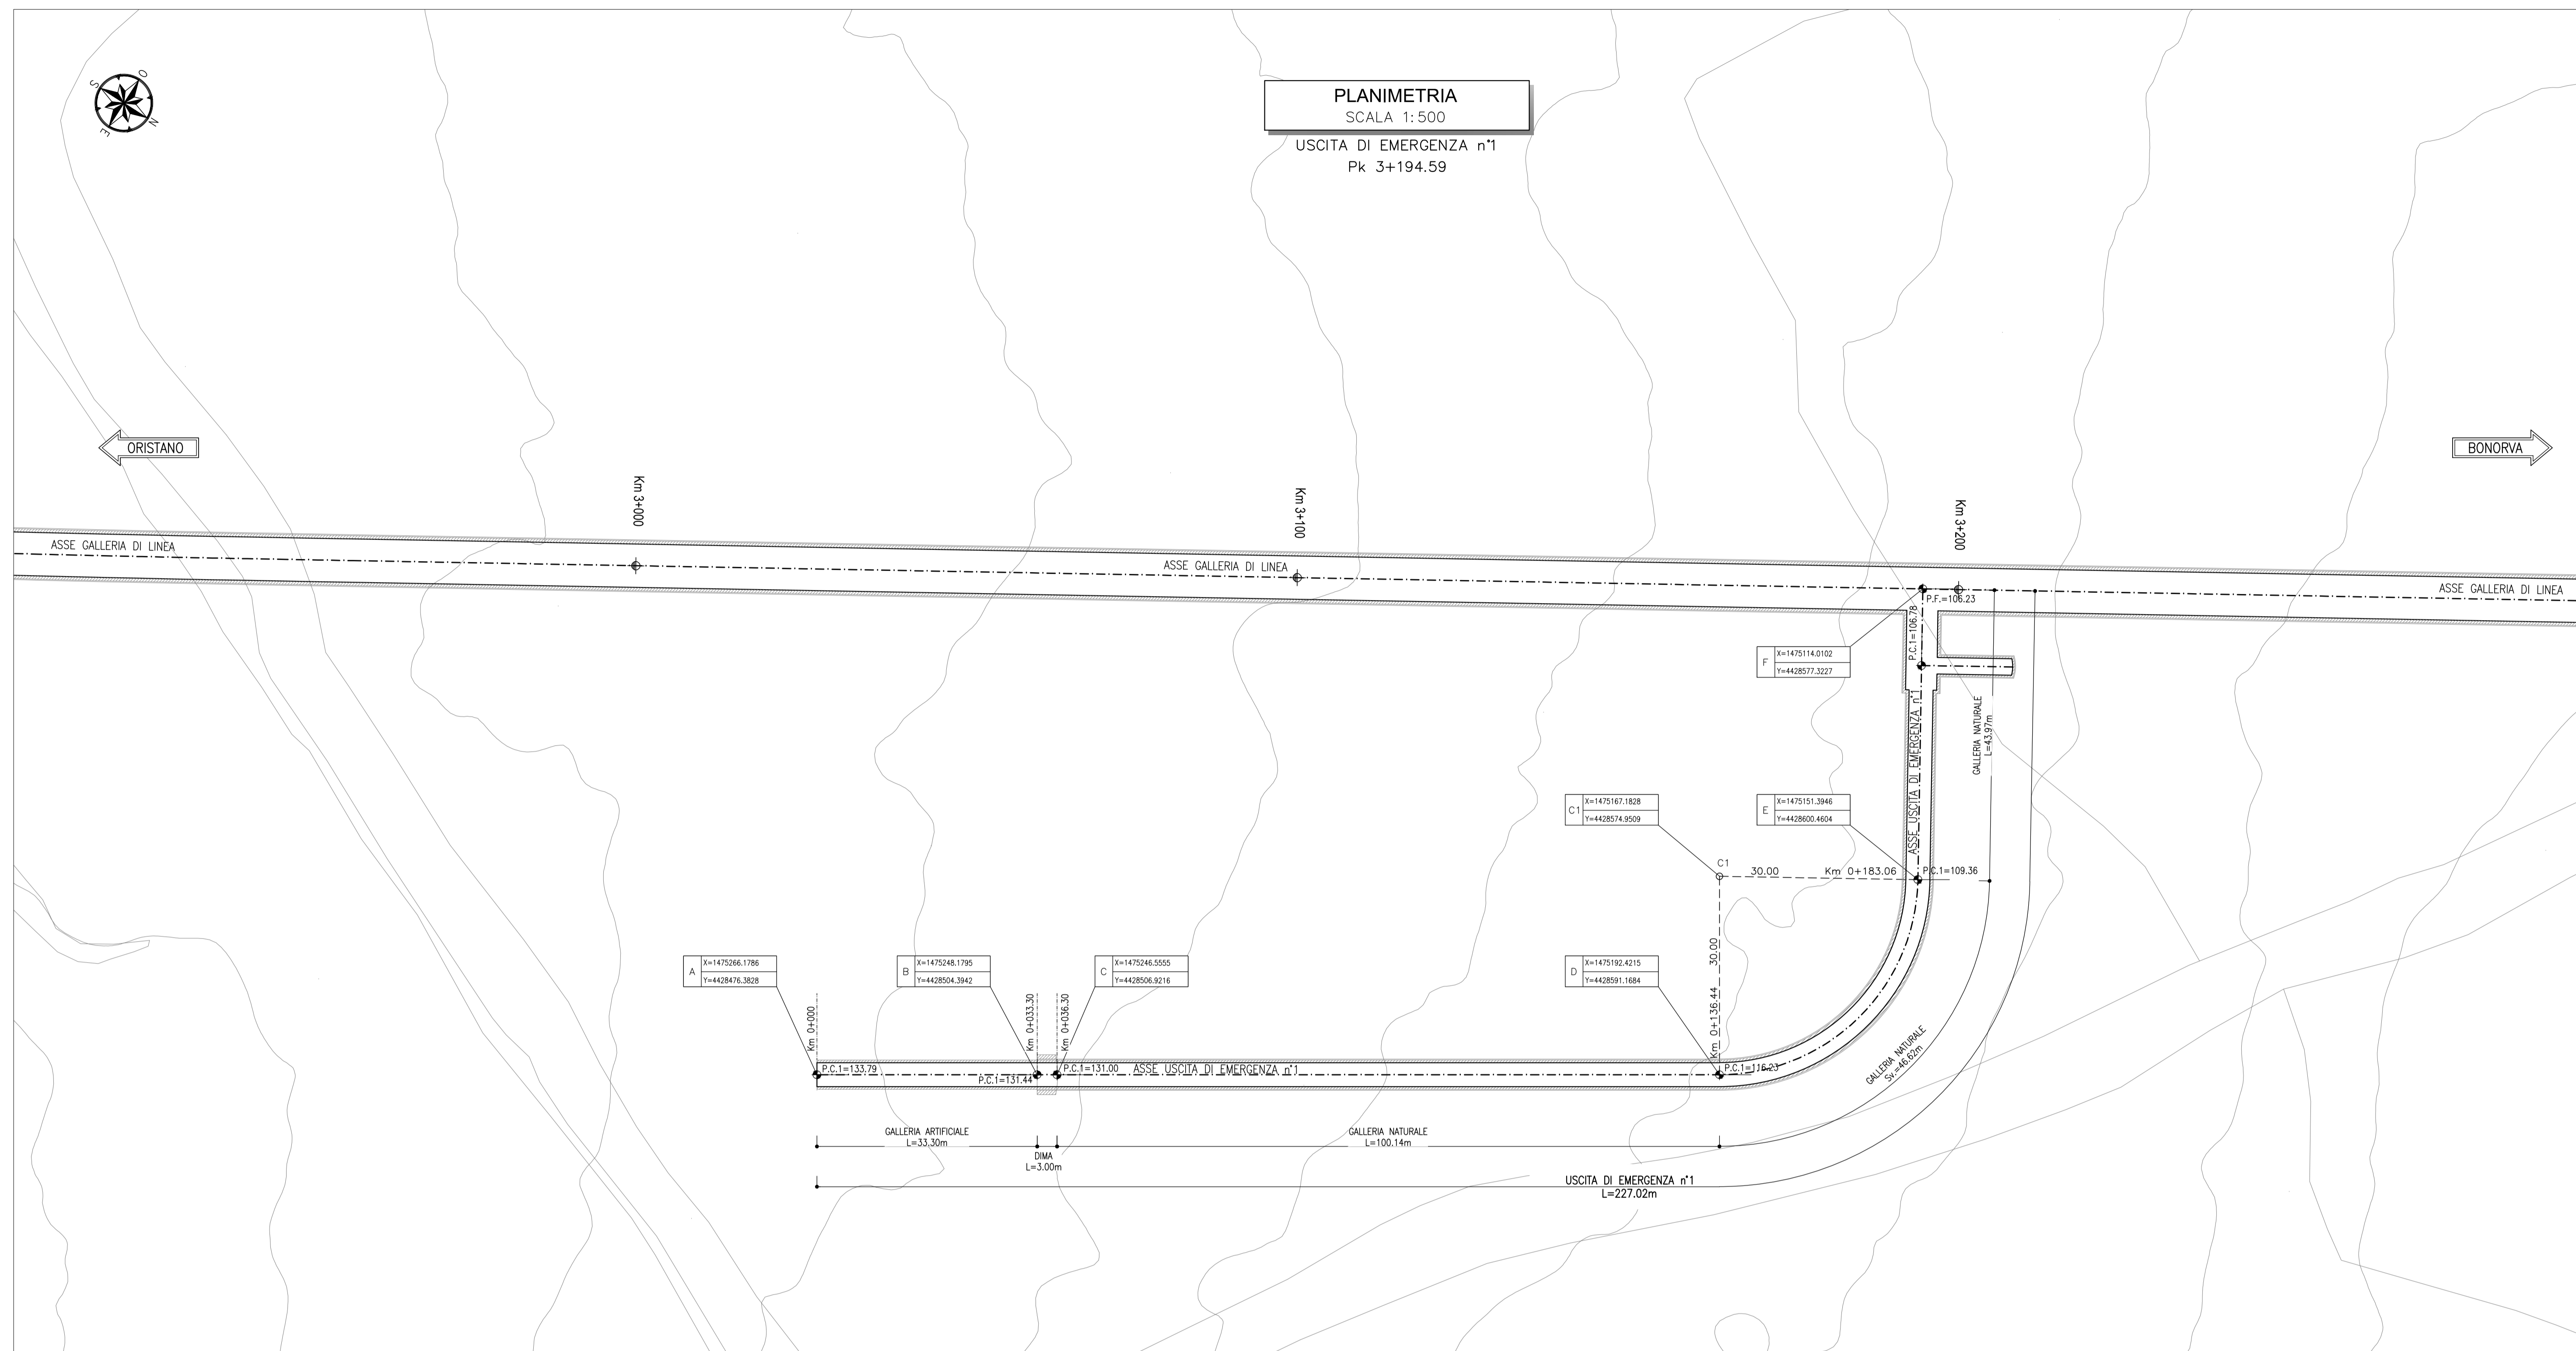 O
S
N
E
PLANIMETRIA
SCALA 1:500
USCITA DI EMERGENZA n°1
Pk 3+194.59
ORISTANO
BONORVA
Km 3+000
Km 3+100
Km 3+200
ASSE GALLERIA DI LINEA
ASSE GALLERIA DI LINEA
ASSE GALLERIA DI LINEA
P.F.=106.23
P.C.1=106.78
F
X=1475114.0102
Y=4428577.3227
ASSE USCITA DI EMERGENZA n°1
GALLERIA NATURALE
L=43.97m
C1
X=1475167.1828
Y=4428574.9509
E
X=1475151.3946
Y=4428600.4604
C1
30.00
Km 0+183.06
P.C.1=109.36
30.00
Km 0+136.44
A
X=1475266.1786
Y=4428476.3828
B
X=1475248.1795
Y=4428504.3942
C
X=1475246.5555
Y=4428506.9216
D
X=1475192.4215
Y=4428591.1684
Km 0+000
Km 0+033.30
Km 0+036.30
P.C.1=133.79
P.C.1=131.44
P.C.1=131.00
ASSE USCITA DI EMERGENZA n°1
P.C.1=116.23
GALLERIA NATURALE
Sv.=46.62m
GALLERIA ARTIFICIALE
L=33.30m
DIMA
L=3.00m
GALLERIA NATURALE
L=100.14m
USCITA DI EMERGENZA n°1
L=227.02m